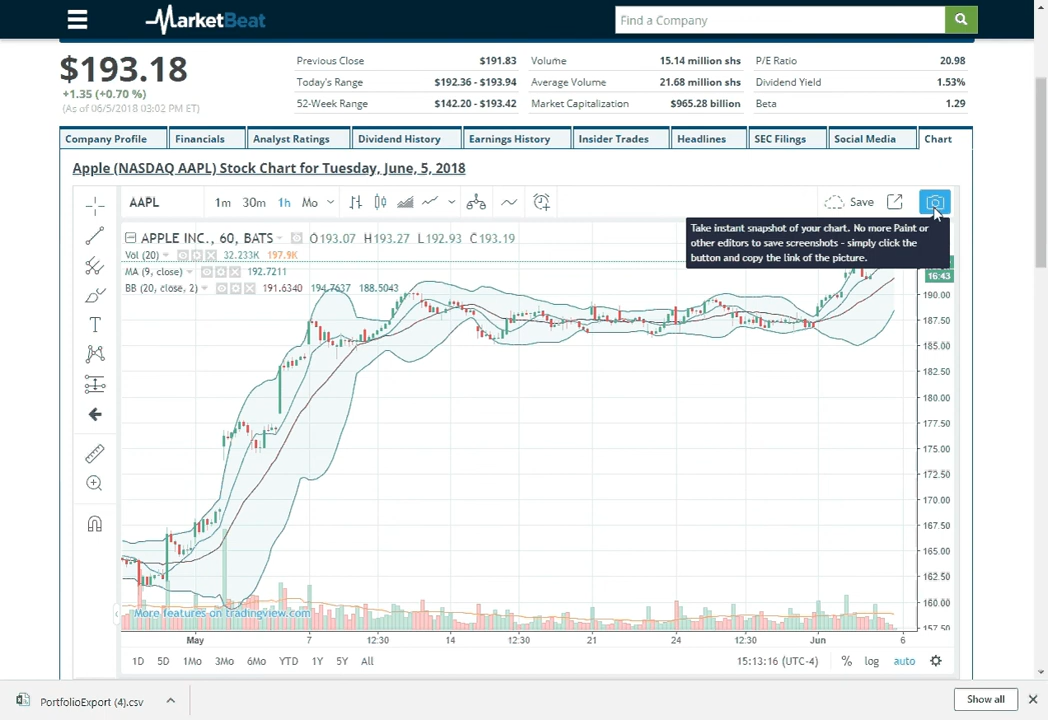 MarketBeat
Find a Company
$193.18
+1.35 (+0.70 %)
(As of 06/5/2018 03:02 PM ET)
Previous Close $191.83
Today's Range $192.36 - $193.94
52-Week Range $142.20 - $193.42
Volume 15.14 million shs
Average Volume 21.68 million shs
Market Capitalization $965.28 billion
P/E Ratio 20.98
Dividend Yield 1.53%
Beta 1.29
Company Profile Financials Analyst Ratings Dividend History Earnings History Insider Trades Headlines SEC Filings Social Media Chart
Apple (NASDAQ AAPL) Stock Chart for Tuesday, June, 5, 2018
AAPL 1m 30m 1h Mo Save
Take instant snapshot of your chart. No more Paint or
other editors to save screenshots - simply click the
button and copy the link of the picture.
APPLE INC., 60, BATS O193.07 H193.27 L192.93 C193.19
Vol (20) 32.233K 197.9K
MA (9, close) 192.7211
BB (20, close, 2) 191.6340 194.7637 188.5043
16:43
190.00
187.50
185.00
182.50
180.00
177.50
175.00
172.50
170.00
167.50
165.00
162.50
160.00
157.50
More features on tradingview.com
May 7 12:30 14 12:30 21 24 12:30 Jun 6
1D 5D 1Mo 3Mo 6Mo YTD 1Y 5Y All 15:13:16 (UTC-4) % log auto
PortfolioExport (4).csv Show all